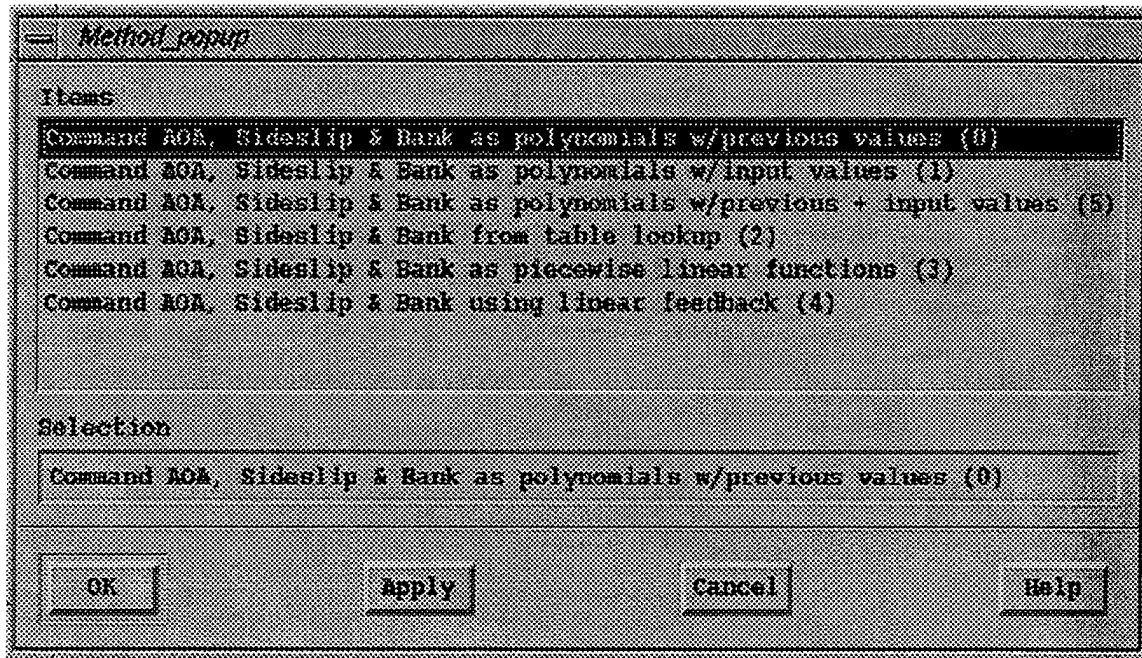 Method_popup
Items
Command AOA, Sideslip & Bank as polynomials w/previous values (0)
Command AOA, Sideslip & Bank as polynomials w/input values (1)
Command AOA, Sideslip & Bank as polynomials w/previous + input values (5)
Command AOA, Sideslip & Bank from table lookup (2)
Command AOA, Sideslip & Bank as piecewise linear functions (3)
Command AOA, Sideslip & Bank using linear feedback (4)
Selection
Command AOA, Sideslip & Bank as polynomials w/previous values (0)
OK Apply Cancel Help